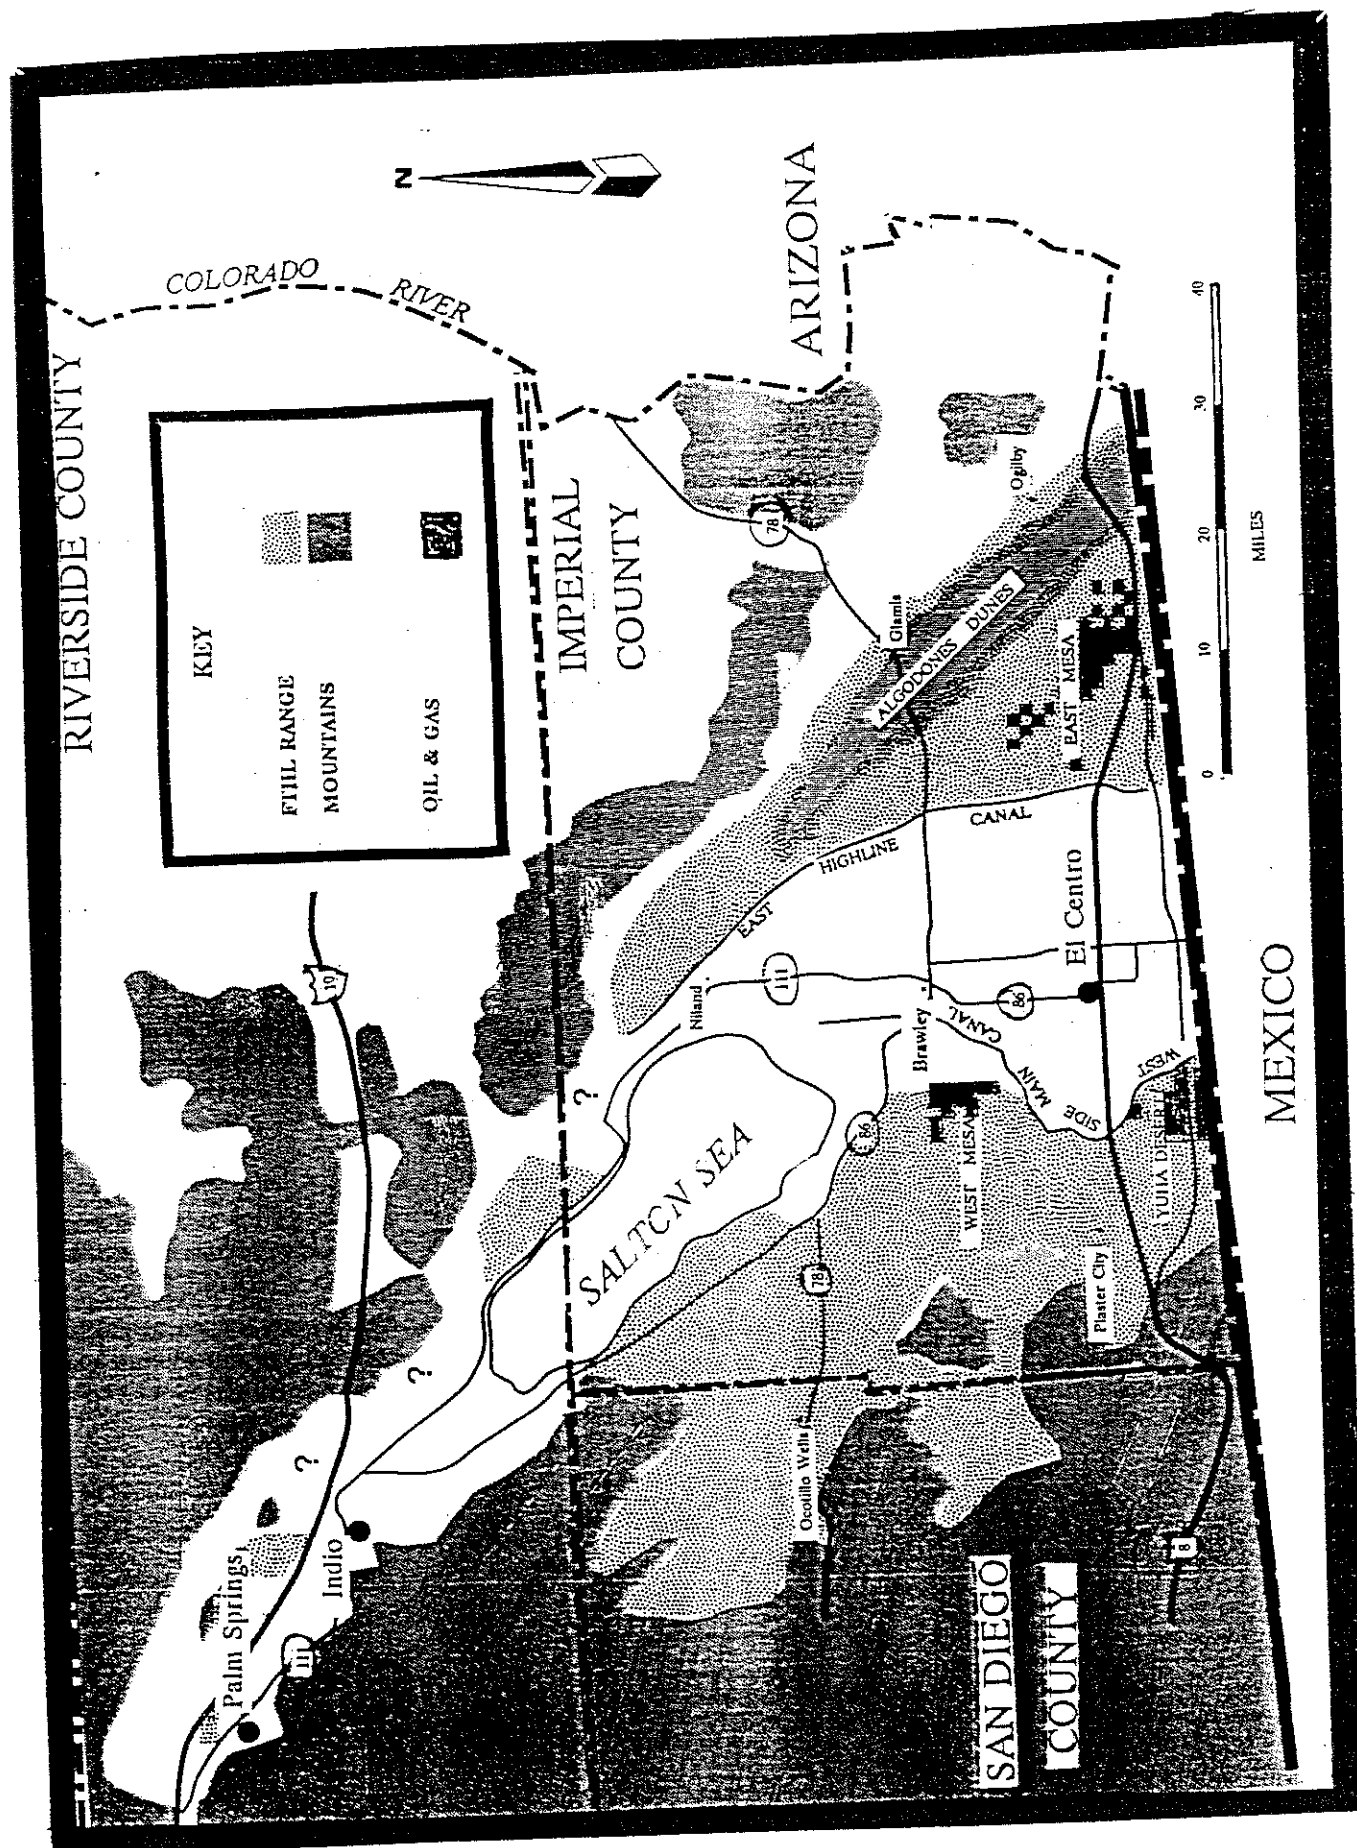 RIVERSIDE COUNTY
COLORADO
RIVER
N
KEY
FTHL RANGE
MOUNTAINS
OIL & GAS
IMPERIAL
COUNTY
ARIZONA
Palm Springs
Indio
111
10
?
?
?
SALTON SEA
Niland
111
EAST
HIGHLINE
CANAL
78
Glamis
ALGODONES DUNES
Ogilby
EAST MESA
86
78
Ocotillo Wells
Brawley
WEST MESA
86
El Centro
WEST
SIDE
MAIN
CANAL
Plaster City
YUHA DESERT
8
SAN DIEGO
COUNTY
MEXICO
0 10 20 30 40
MILES